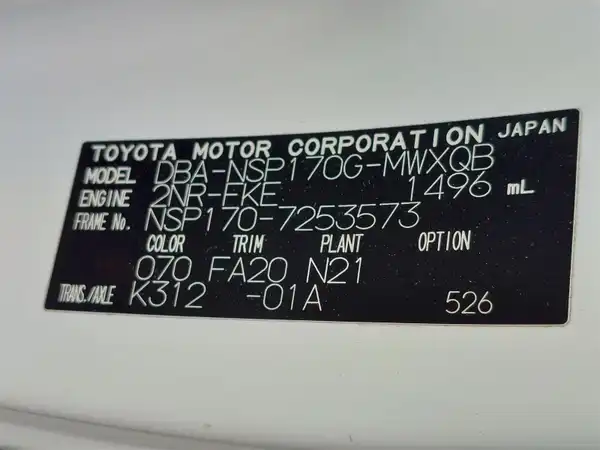 TOYOTA MOTOR CORPORATION JAPAN
MODEL DBA-NSP170G-MWXQB
ENGINE 2NR-EKE 1496 mL
FRAME No. NSP170-7253573
COLOR TRIM PLANT OPTION
070 FA20 N21
TRANS./AXLE K312 -01A 526